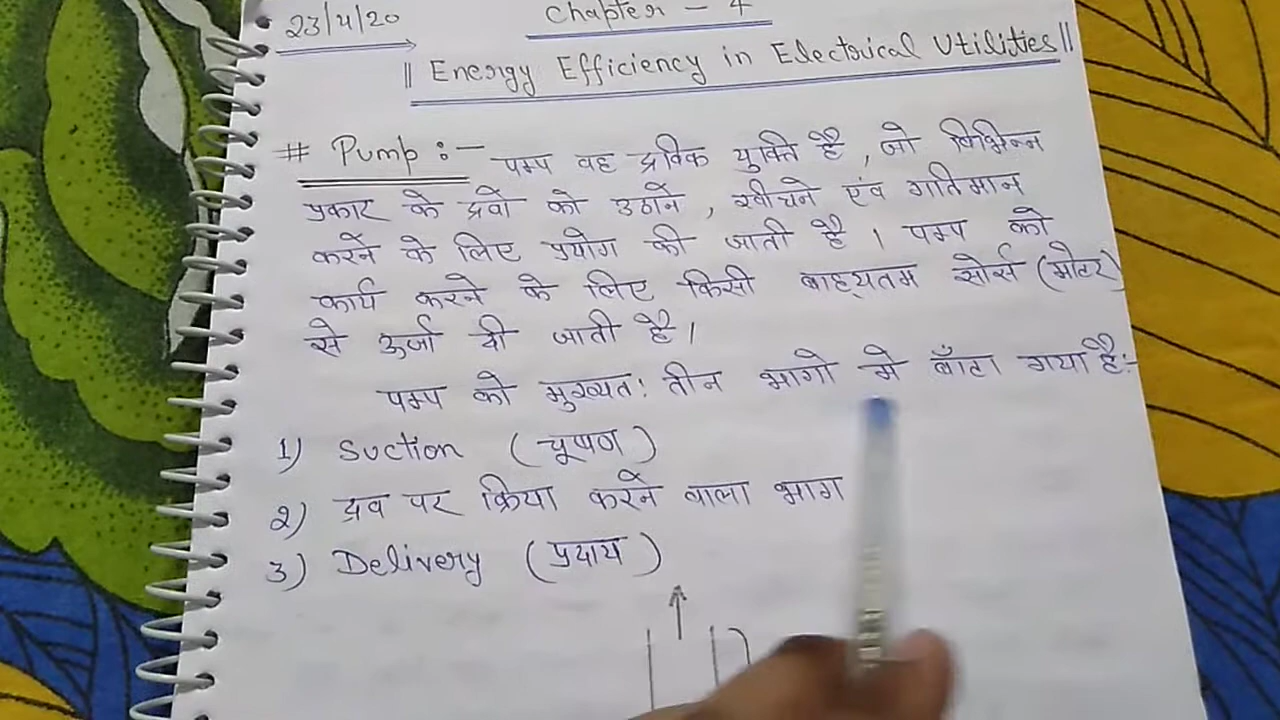 23/4/20
Chapter - 4
|| Energy Efficiency in Electrical Utilities ||
# Pump :- पम्प वह द्रविक युक्ति है , जो विभिन्न
प्रकार के द्रवों को उठाने , खींचने एंव गतिमान
करने के लिए प्रयोग की जाती है । पम्प को
कार्य करने के लिए किसी बाह्यतम सोर्स (मोटर)
से ऊर्जा दी जाती है ।
पम्प को मुख्यतः तीन भागो मे बाँटा गया है:-
1) Suction (चूषण)
2) द्रव पर क्रिया करने वाला भाग
3) Delivery (प्रदाय)